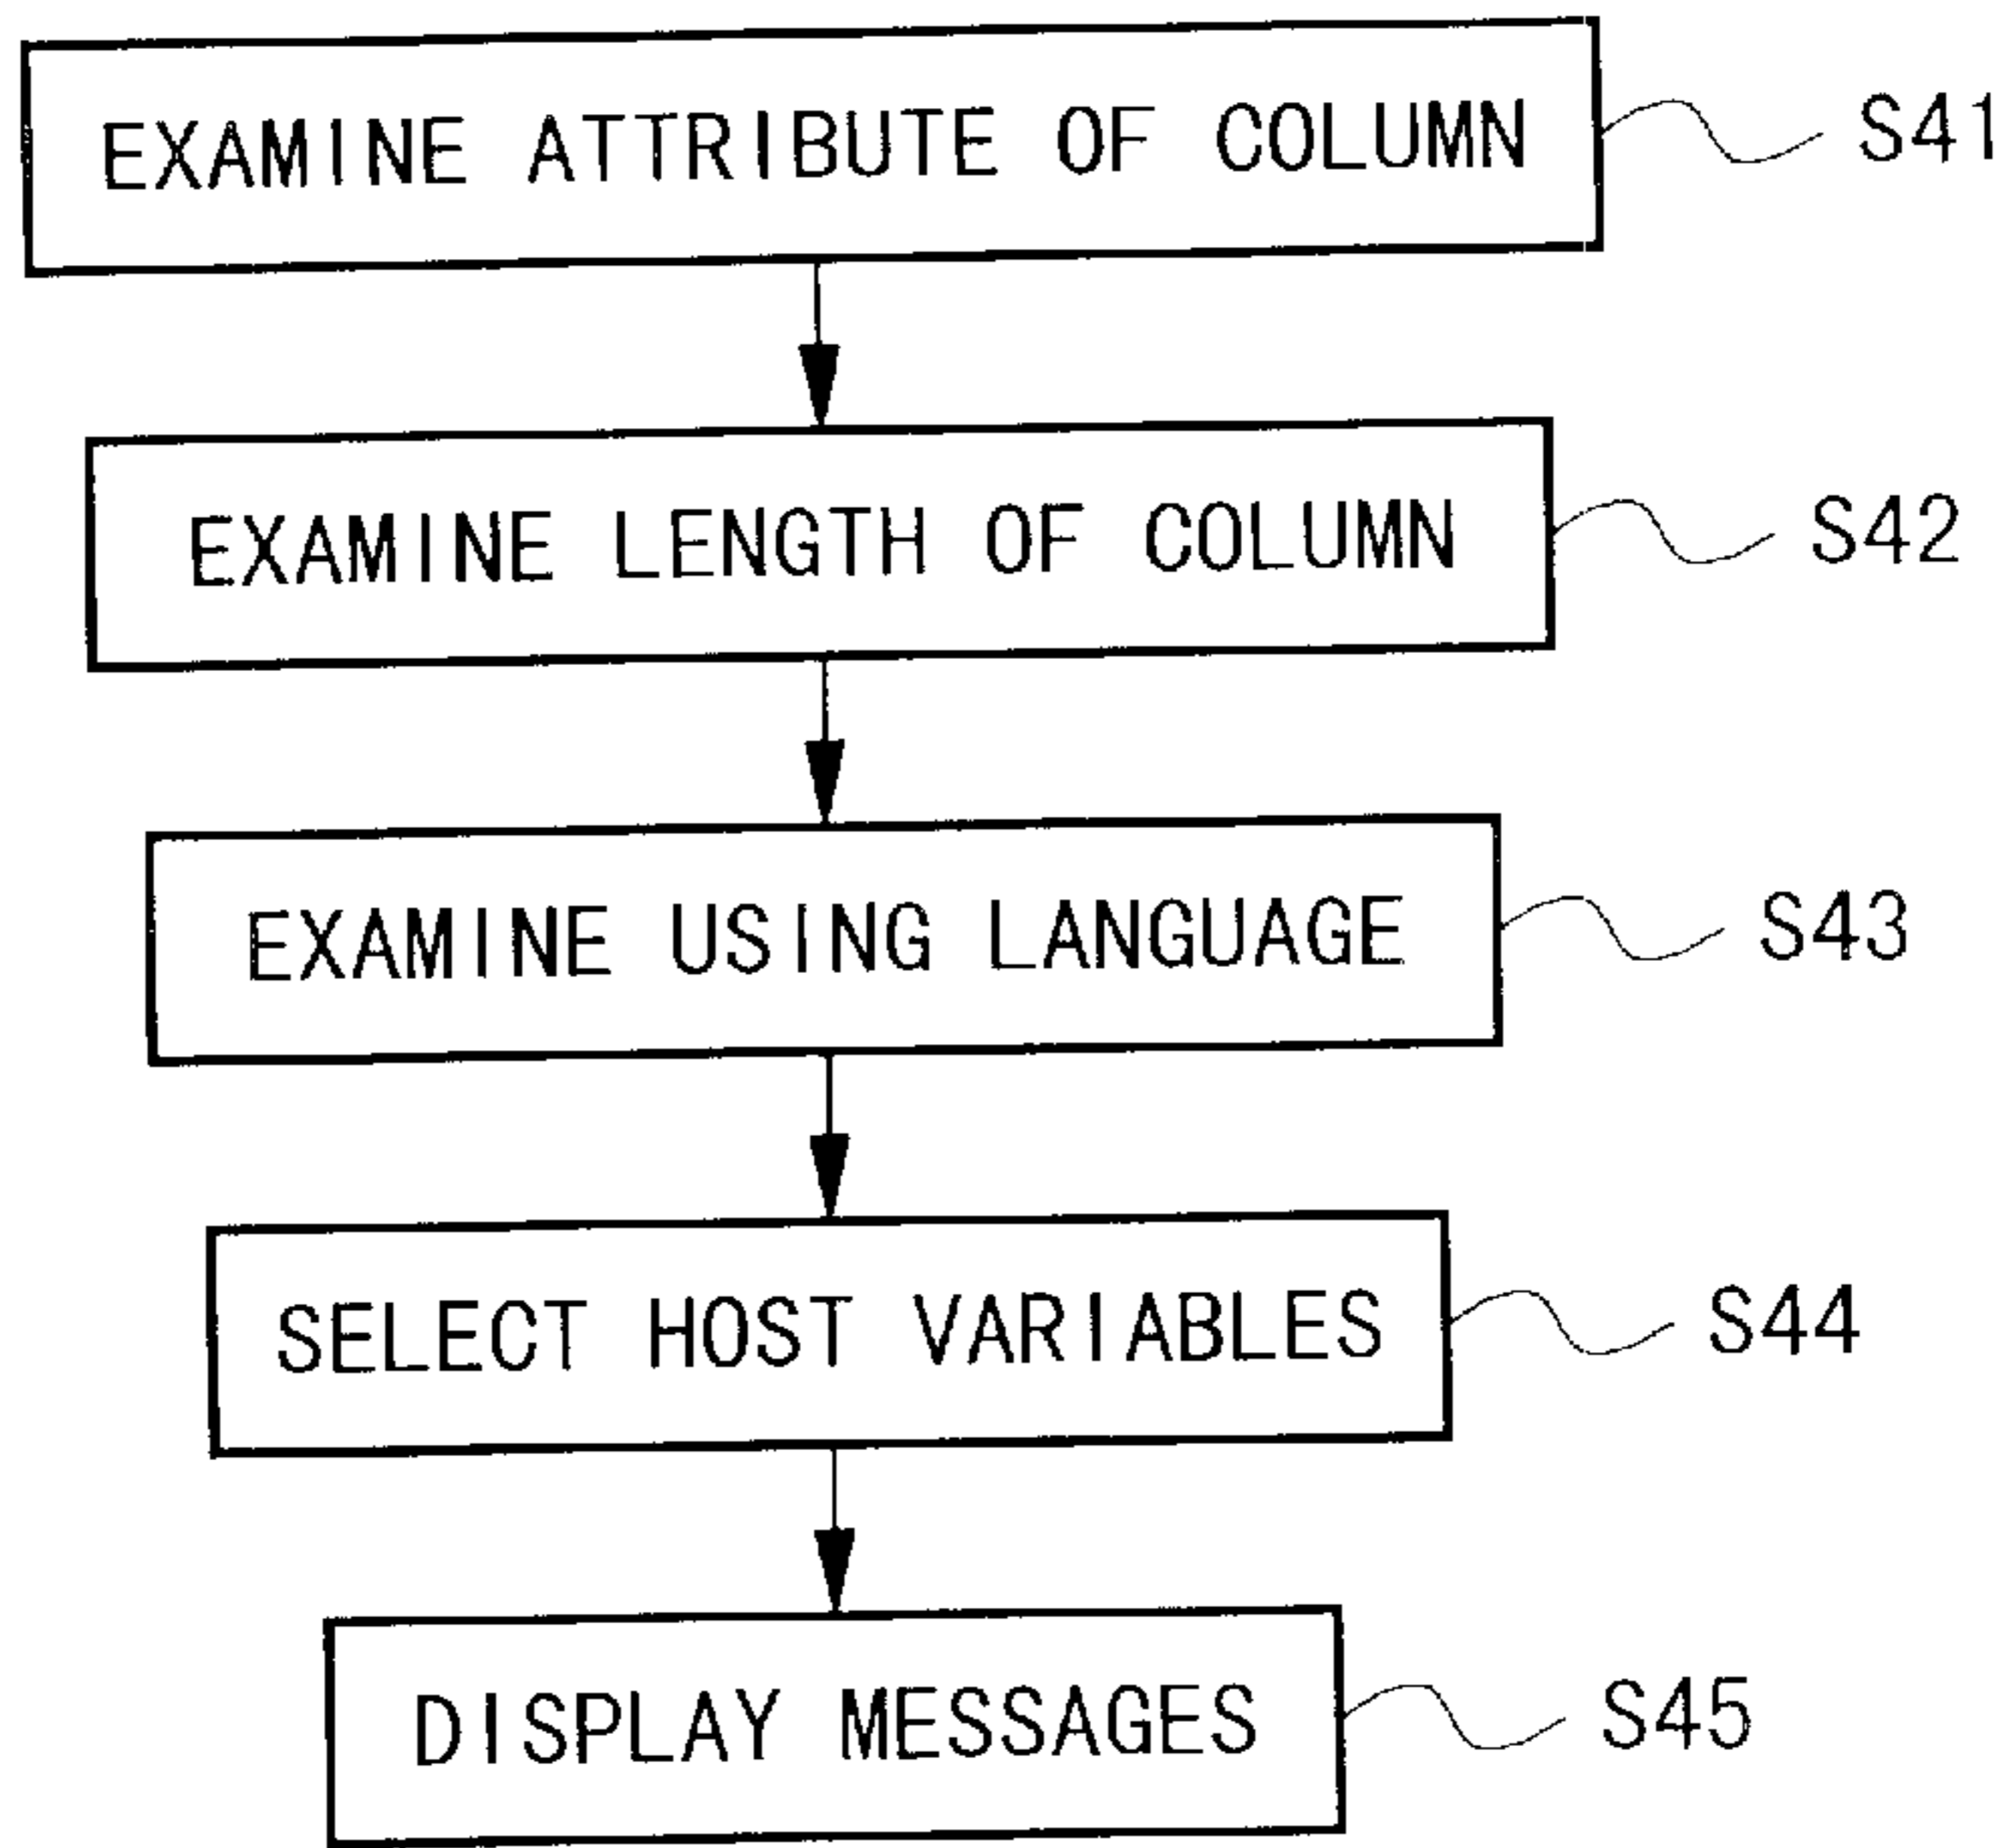 EXAMINE ATTRIBUTE OF COLUMN S41
EXAMINE LENGTH OF COLUMN S42
EXAMINE USING LANGUAGE S43
SELECT HOST VARIABLES S44
DISPLAY MESSAGES S45